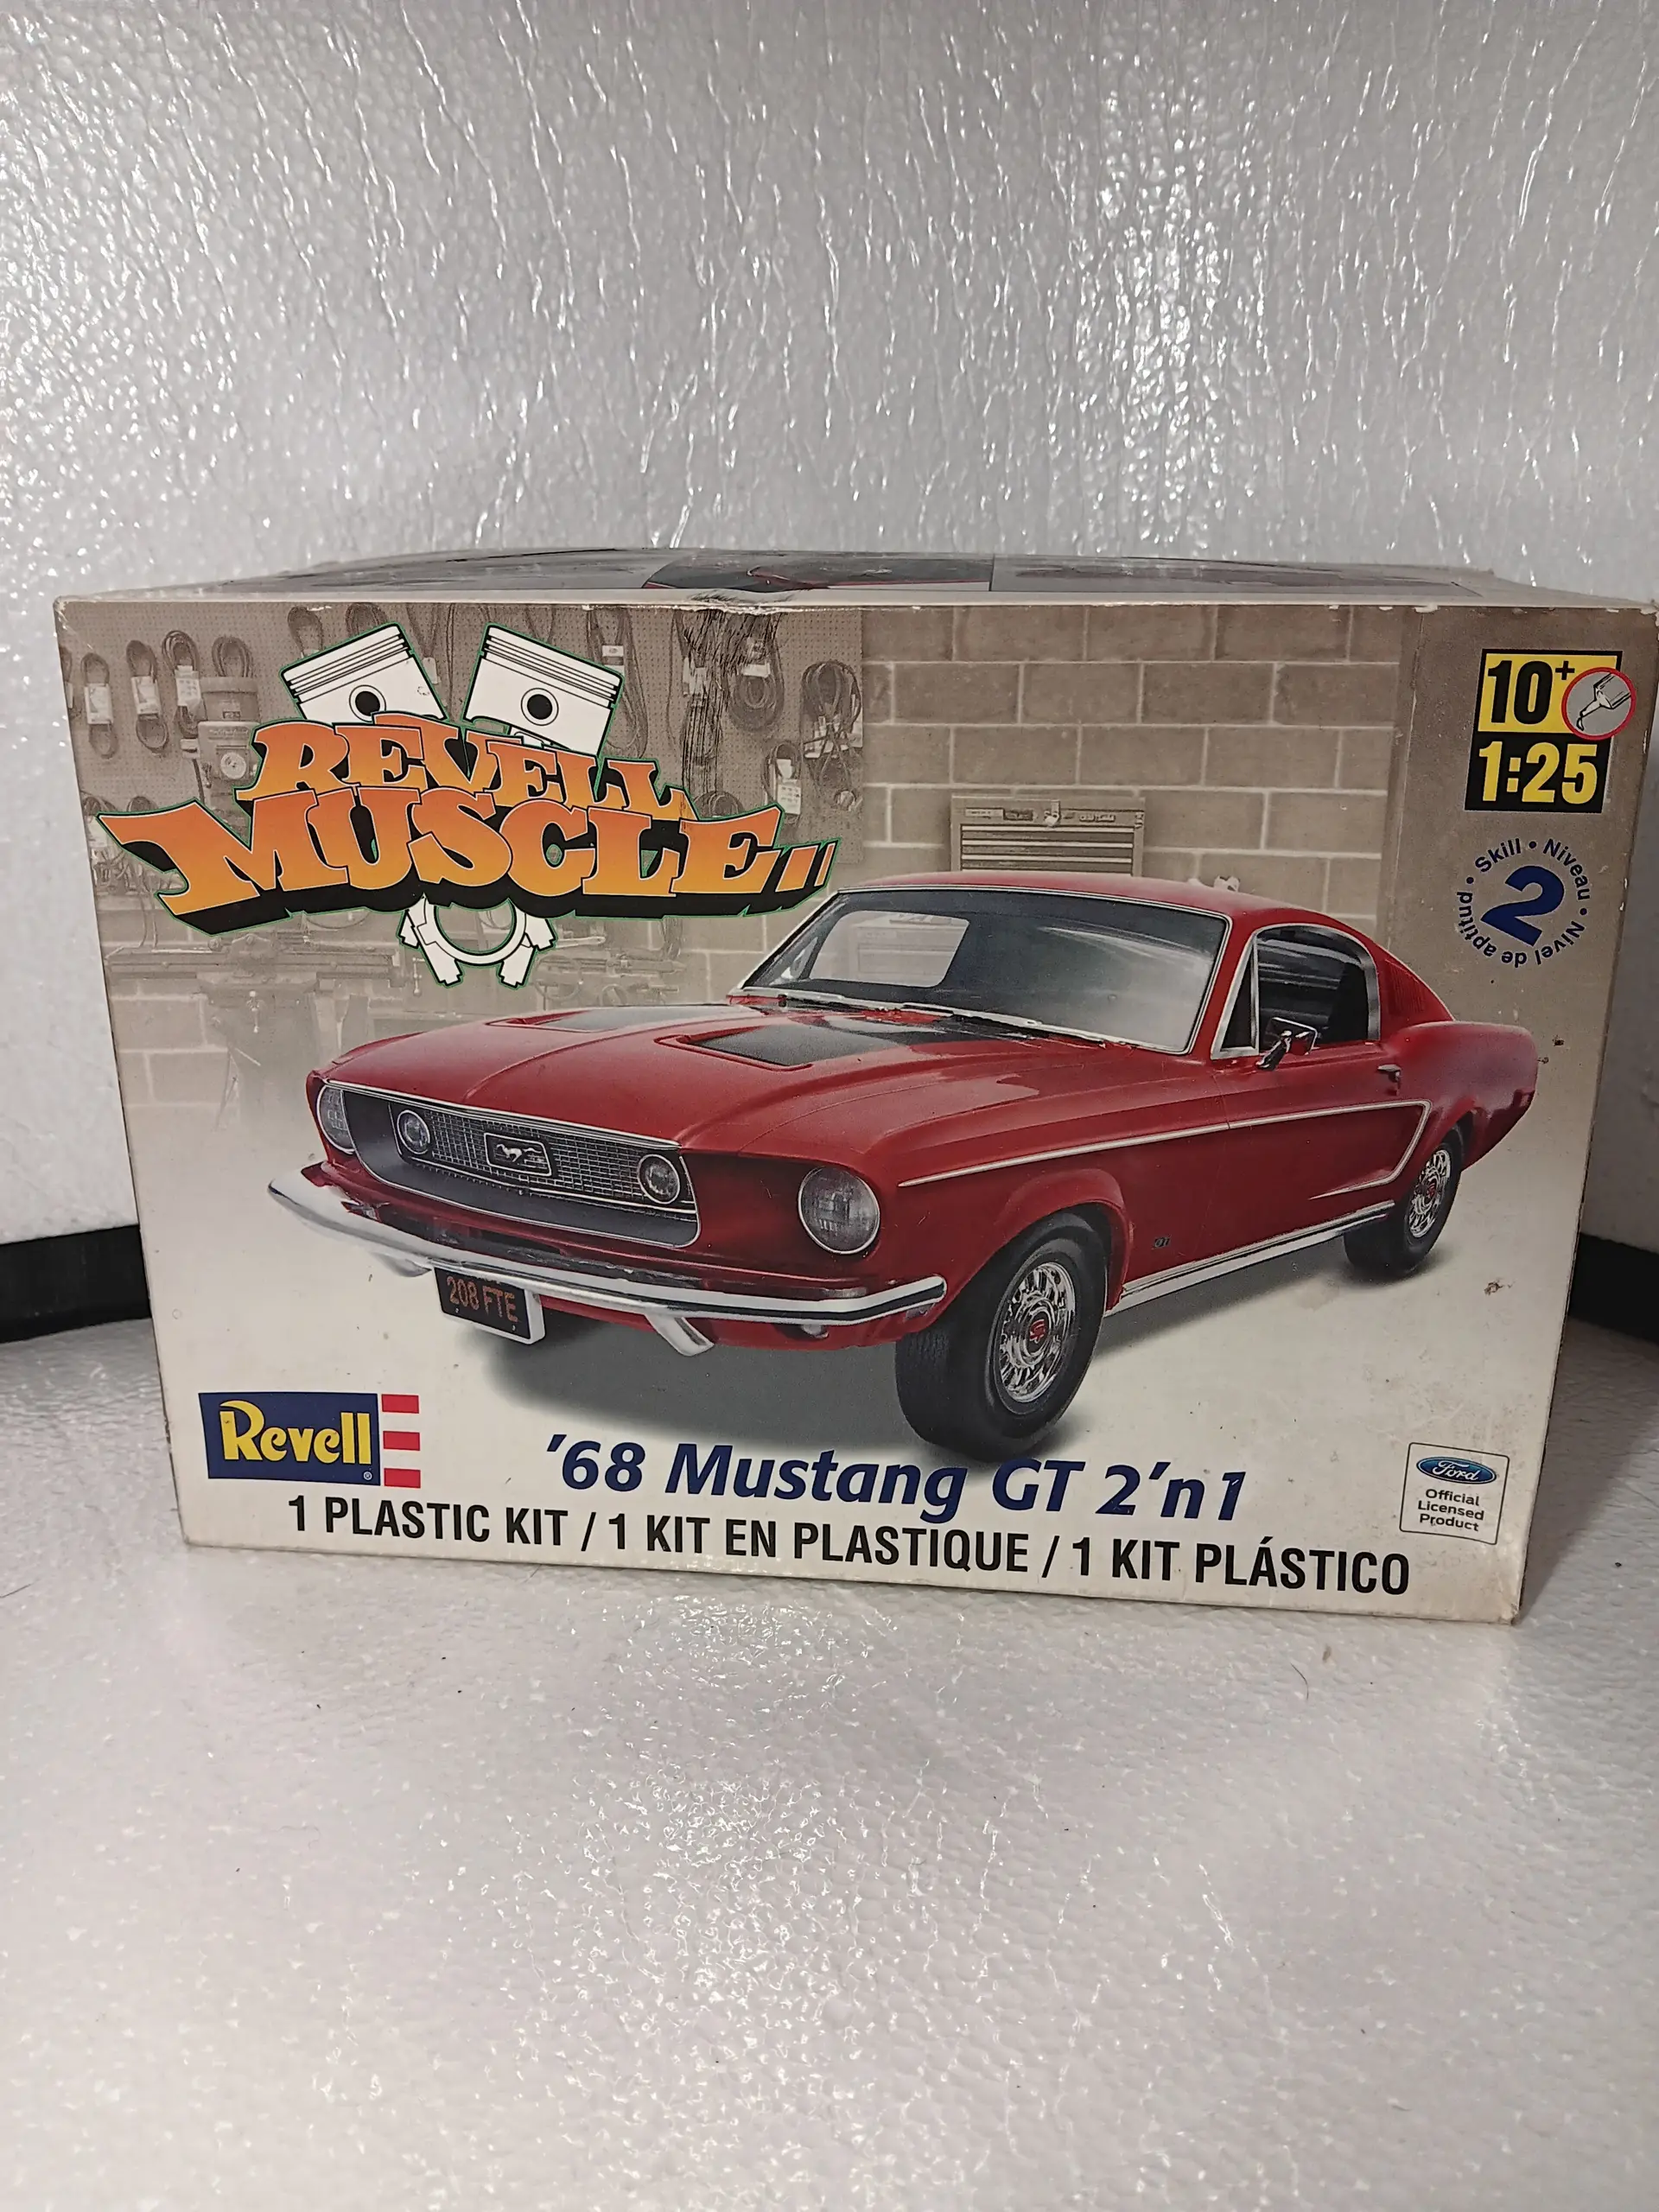 REVELL
MUSCLE
10+
1:25
Skill • Niveau • Nivel de aptitud •
2
208 FTE
GT
Revell®
'68 Mustang GT 2'n1
1 PLASTIC KIT / 1 KIT EN PLASTIQUE / 1 KIT PLÁSTICO
Ford
Official
Licensed
Product